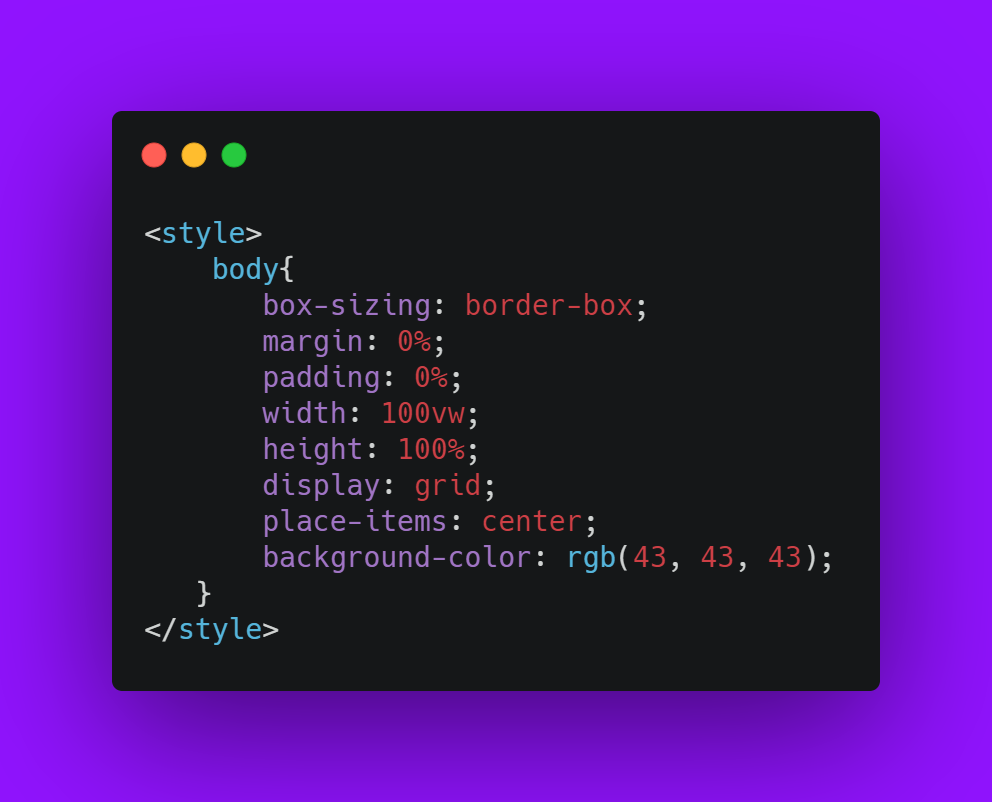 <style>
    body{
       box-sizing: border-box;
       margin: 0%;
       padding: 0%;
       width: 100vw;
       height: 100%;
       display: grid;
       place-items: center;
       background-color: rgb(43, 43, 43);
   }
</style>